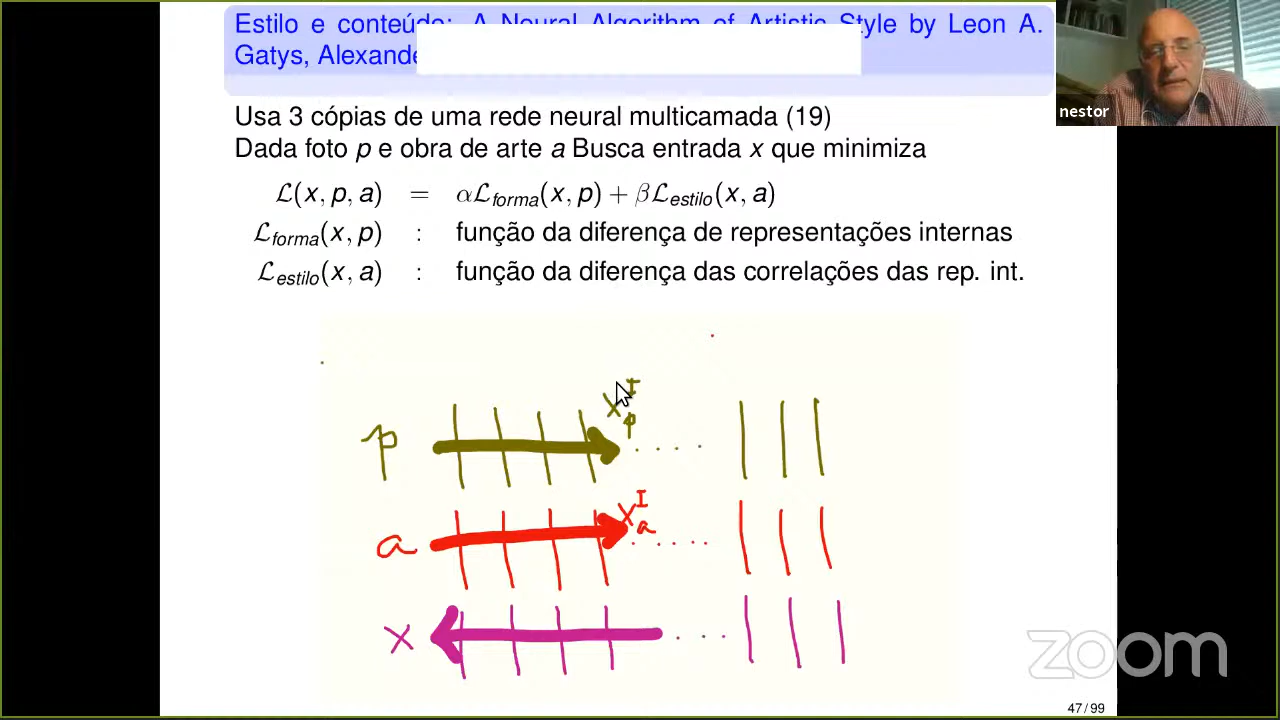 Estilo e conteúdo: A Neural Algorithm of Artistic Style by Leon A.
Gatys, Alexande
nestor
Usa 3 cópias de uma rede neural multicamada (19)
Dada foto p e obra de arte a Busca entrada x que minimiza
ℒ(x, p, a) = αℒforma(x, p) + βℒestilo(x, a)
ℒforma(x, p) : função da diferença de representações internas
ℒestilo(x, a) : função da diferença das correlações das rep. int.
X I p
p
X I a
a
x
zoom
47/99